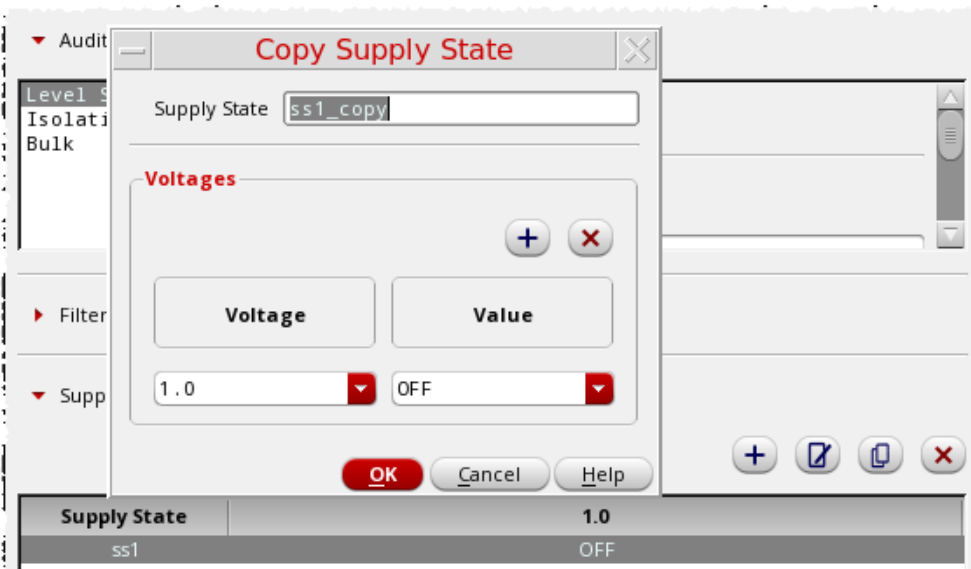 Audit
Copy Supply State
Level S
Isolati
Bulk
Supply State ss1_copy
Voltages
Voltage Value
1.0 OFF
Filter
Supp
OK Cancel Help
Supply State 1.0
ss1 OFF